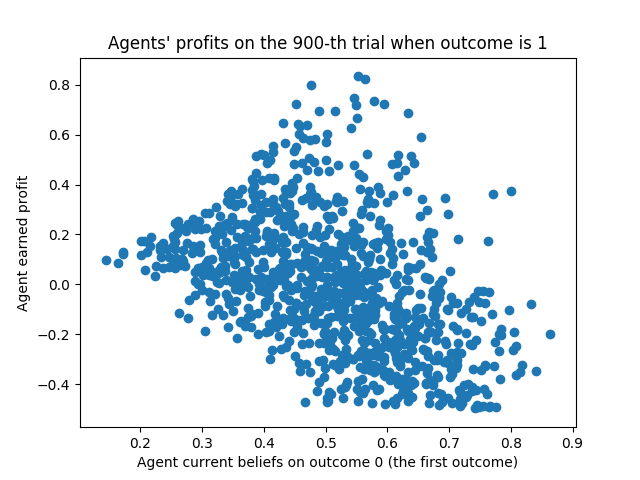 Agents' profits on the 900-th trial when outcome is 1
Agent earned profit
0.8
0.6
0.4
0.2
0.0
−0.2
−0.4
0.2 0.3 0.4 0.5 0.6 0.7 0.8 0.9
Agent current beliefs on outcome 0 (the first outcome)